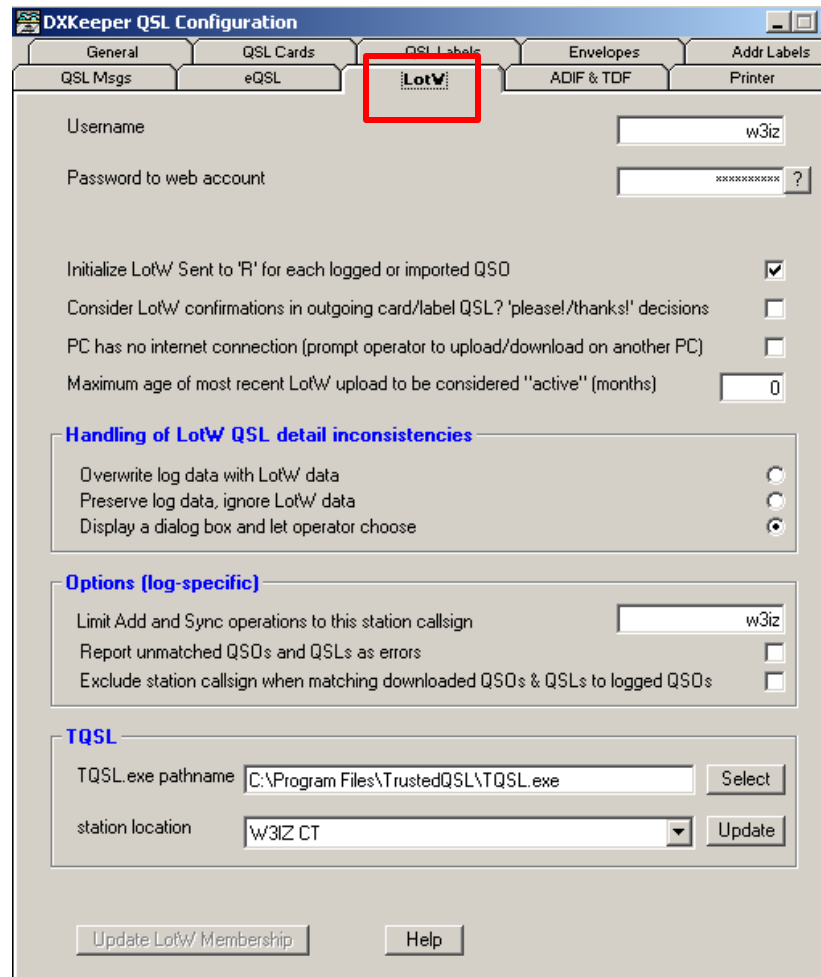 DXKeeper QSL Configuration
General QSL Cards QSL Labels Envelopes Addr Labels
QSL Msgs eQSL LotW ADIF & TDF Printer
Username w3iz
Password to web account ********** ?
Initialize LotW Sent to 'R' for each logged or imported QSO
Consider LotW confirmations in outgoing card/label QSL? 'please!/thanks!' decisions
PC has no internet connection (prompt operator to upload/download on another PC)
Maximum age of most recent LotW upload to be considered "active" (months) 0
Handling of LotW QSL detail inconsistencies
Overwrite log data with LotW data
Preserve log data, ignore LotW data
Display a dialog box and let operator choose
Options (log-specific)
Limit Add and Sync operations to this station callsign w3iz
Report unmatched QSOs and QSLs as errors
Exclude station callsign when matching downloaded QSOs & QSLs to logged QSOs
TQSL
TQSL.exe pathname C:\Program Files\TrustedQSL\TQSL.exe Select
station location W3IZ CT Update
Update LotW Membership Help